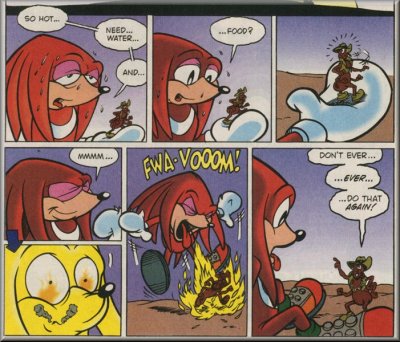 SO HOT...
NEED...
WATER...
AND...
...FOOD?
MMMM...
FWA-VOOOM!
DON'T EVER...
...EVER...
...DO THAT
AGAIN!